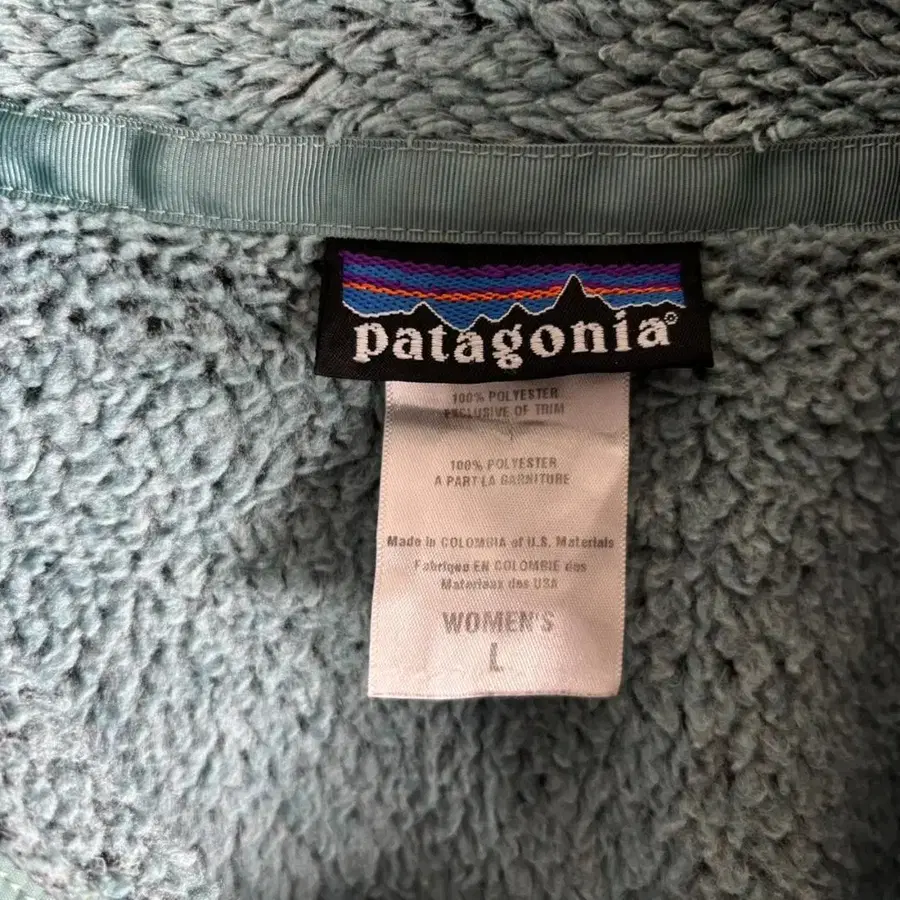 patagonia®
100% POLYESTER
EXCLUSIVE OF TRIM
100% POLYESTER
A PART LA GARNITURE
Made in COLOMBIA of U.S. Materials
Fabrique EN COLOMBIE des
Materiaux des USA
WOMEN'S
L